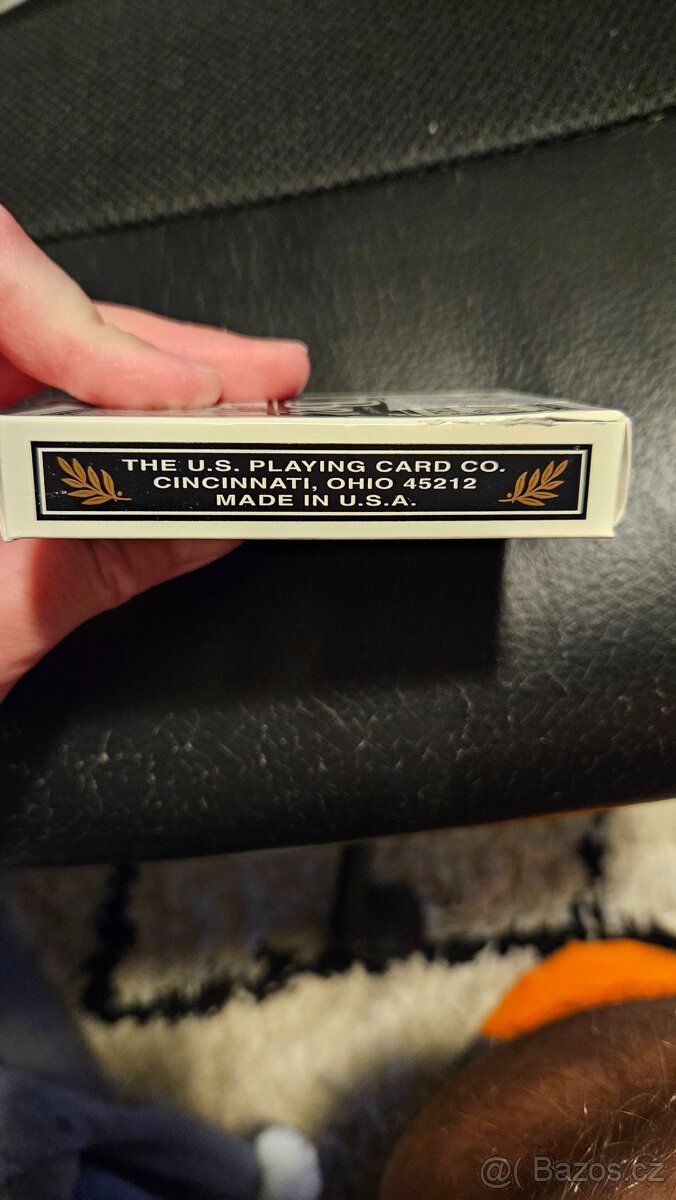 THE U.S. PLAYING CARD CO.
CINCINNATI, OHIO 45212
MADE IN U.S.A.
@( Bazos.cz